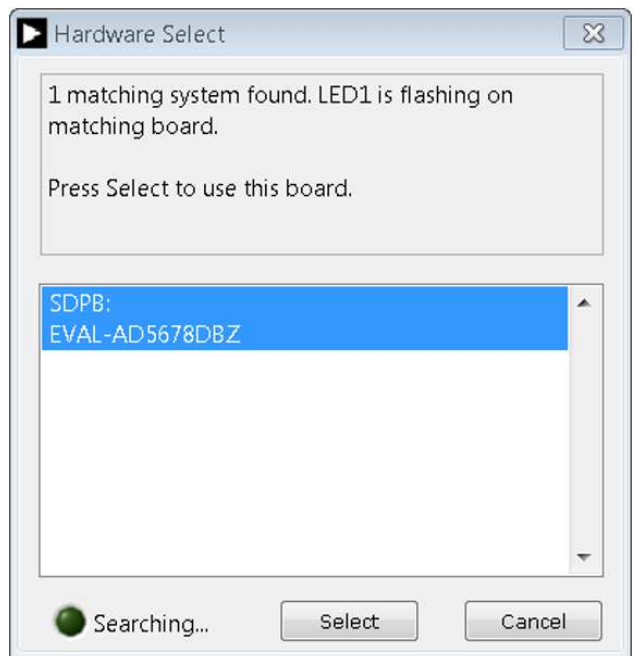 Hardware Select
1 matching system found. LED1 is flashing on
matching board.
Press Select to use this board.
SDPB:
EVAL-AD5678DBZ
Searching...
Select
Cancel